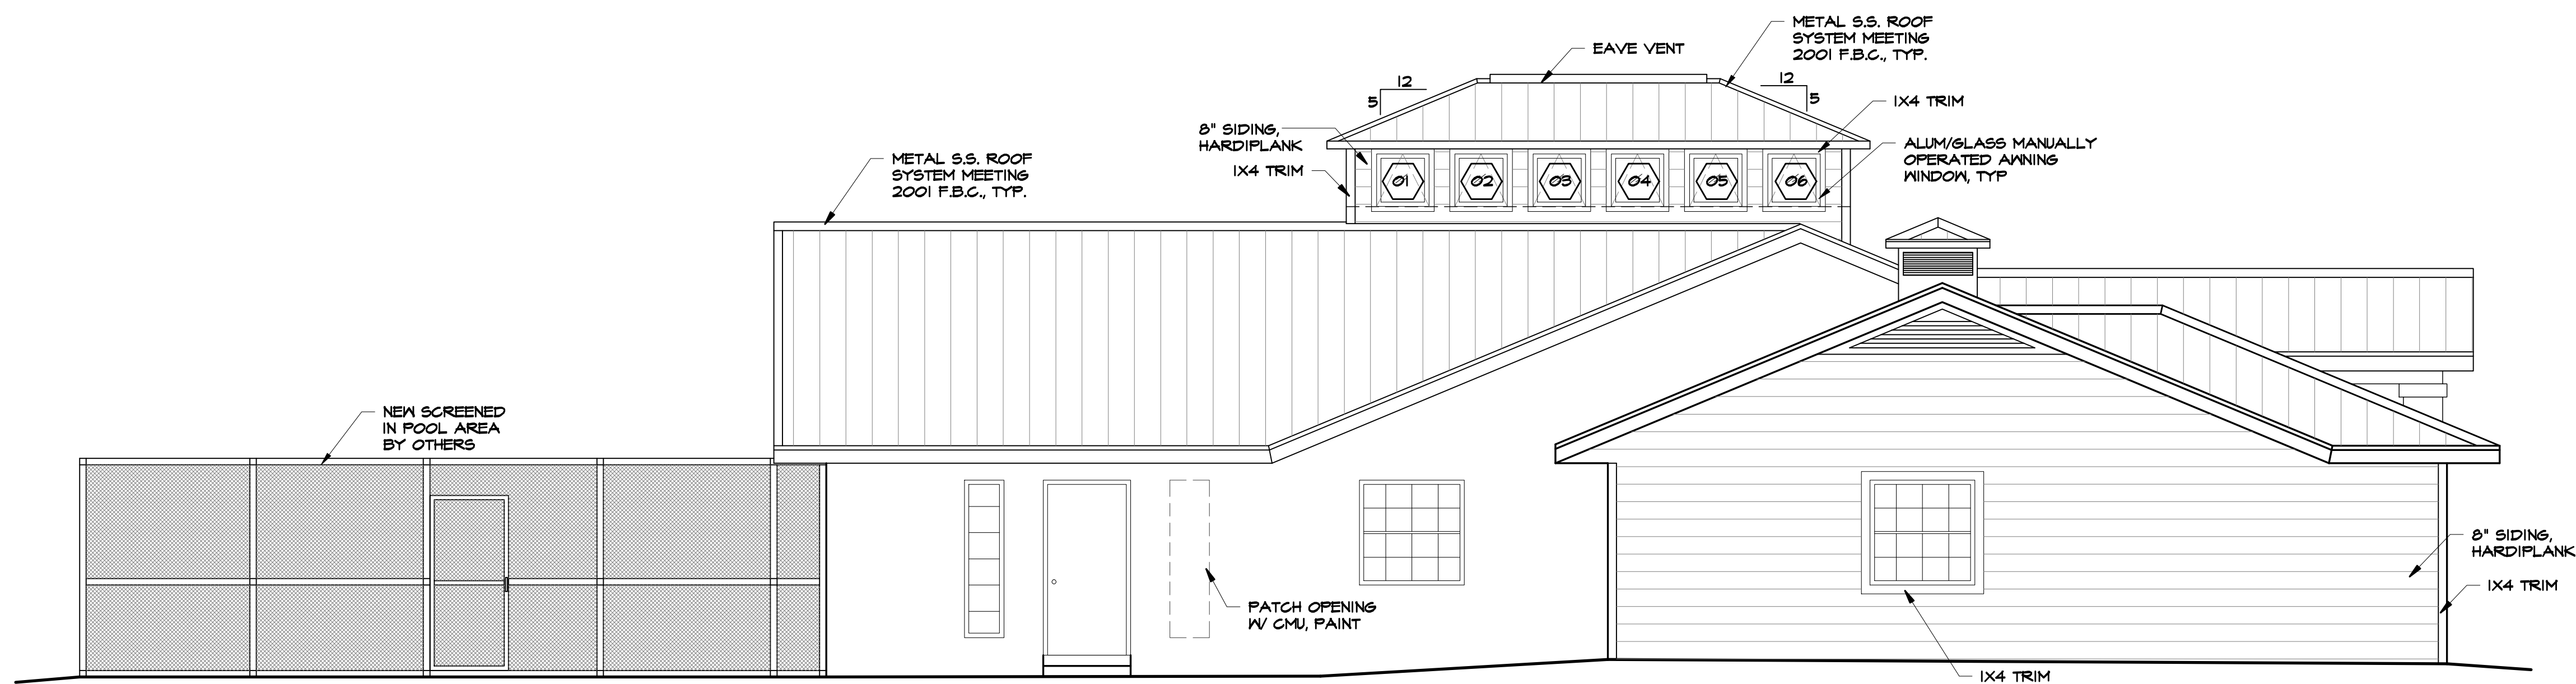 METAL S.S. ROOF
SYSTEM MEETING
2001 F.B.C., TYP.
EAVE VENT
12
5
12
5
1X4 TRIM
8" SIDING,
HARDIPLANK
1X4 TRIM
ALUM/GLASS MANUALLY
OPERATED AWNING
WINDOW, TYP
METAL S.S. ROOF
SYSTEM MEETING
2001 F.B.C., TYP.
01
02
03
04
05
06
NEW SCREENED
IN POOL AREA
BY OTHERS
8" SIDING,
HARDIPLANK
1X4 TRIM
PATCH OPENING
W/ CMU, PAINT
1X4 TRIM